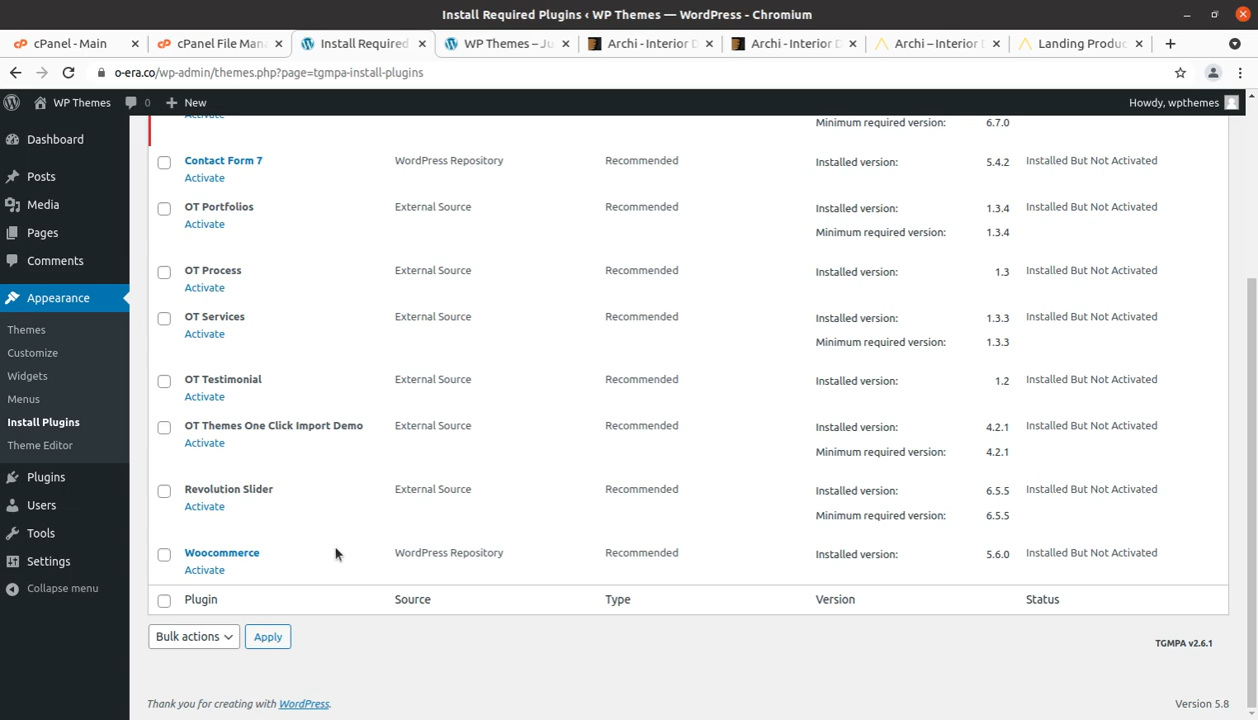 Install Required Plugins ‹ WP Themes — WordPress - Chromium
cPanel - Main
cPanel File Mana
Install Required
WP Themes – Ju
Archi - Interior D
Archi - Interior D
Archi – Interior D
Landing Produc
o-era.co/wp-admin/themes.php?page=tgmpa-install-plugins
WP Themes 0 New Howdy, wpthemes
Dashboard
Posts
Media
Pages
Comments
Appearance
Themes
Customize
Widgets
Menus
Install Plugins
Theme Editor
Plugins
Users
Tools
Settings
Collapse menu
Activate
Minimum required version: 6.7.0
Contact Form 7 WordPress Repository Recommended Installed version: 5.4.2 Installed But Not Activated
Activate
OT Portfolios External Source Recommended Installed version: 1.3.4 Installed But Not Activated
Activate Minimum required version: 1.3.4
OT Process External Source Recommended Installed version: 1.3 Installed But Not Activated
Activate
OT Services External Source Recommended Installed version: 1.3.3 Installed But Not Activated
Activate Minimum required version: 1.3.3
OT Testimonial External Source Recommended Installed version: 1.2 Installed But Not Activated
Activate
OT Themes One Click Import Demo External Source Recommended Installed version: 4.2.1 Installed But Not Activated
Activate Minimum required version: 4.2.1
Revolution Slider External Source Recommended Installed version: 6.5.5 Installed But Not Activated
Activate Minimum required version: 6.5.5
Woocommerce WordPress Repository Recommended Installed version: 5.6.0 Installed But Not Activated
Activate
Plugin Source Type Version Status
Bulk actions Apply
TGMPA v2.6.1
Thank you for creating with WordPress. Version 5.8